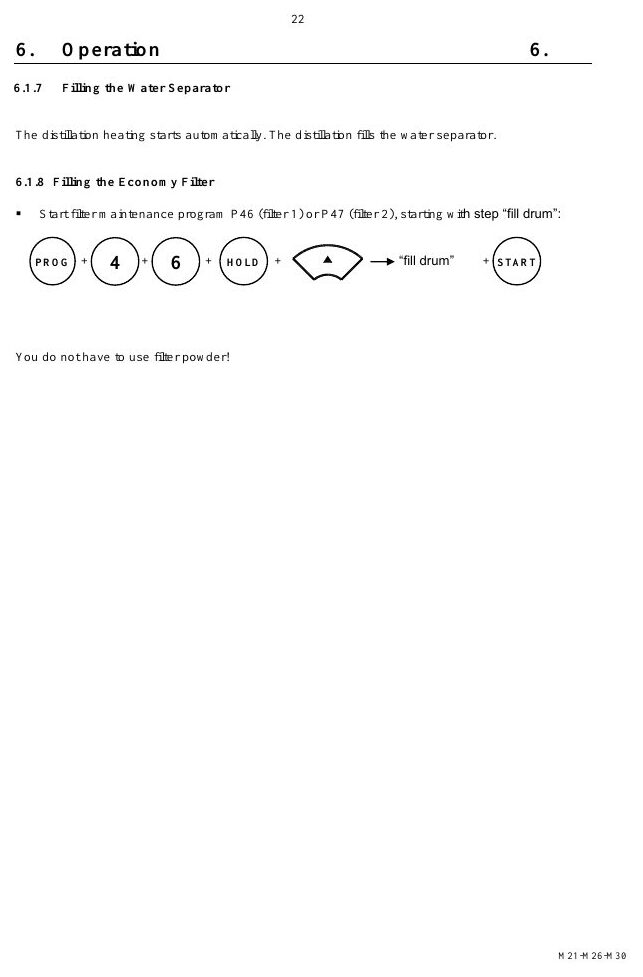 22
6. Operation 6.
6.1.7 Filling the Water Separator
The distillation heating starts automatically. The distillation fills the water separator.
6.1.8 Filling the Economy Filter
▪ Start filter maintenance program P46 (filter 1) or P47 (filter 2), starting with step “fill drum”:
PROG + 4 + 6 + HOLD + ▲ → “fill drum” + START
You do not have to use filter powder!
M21-M26-M30